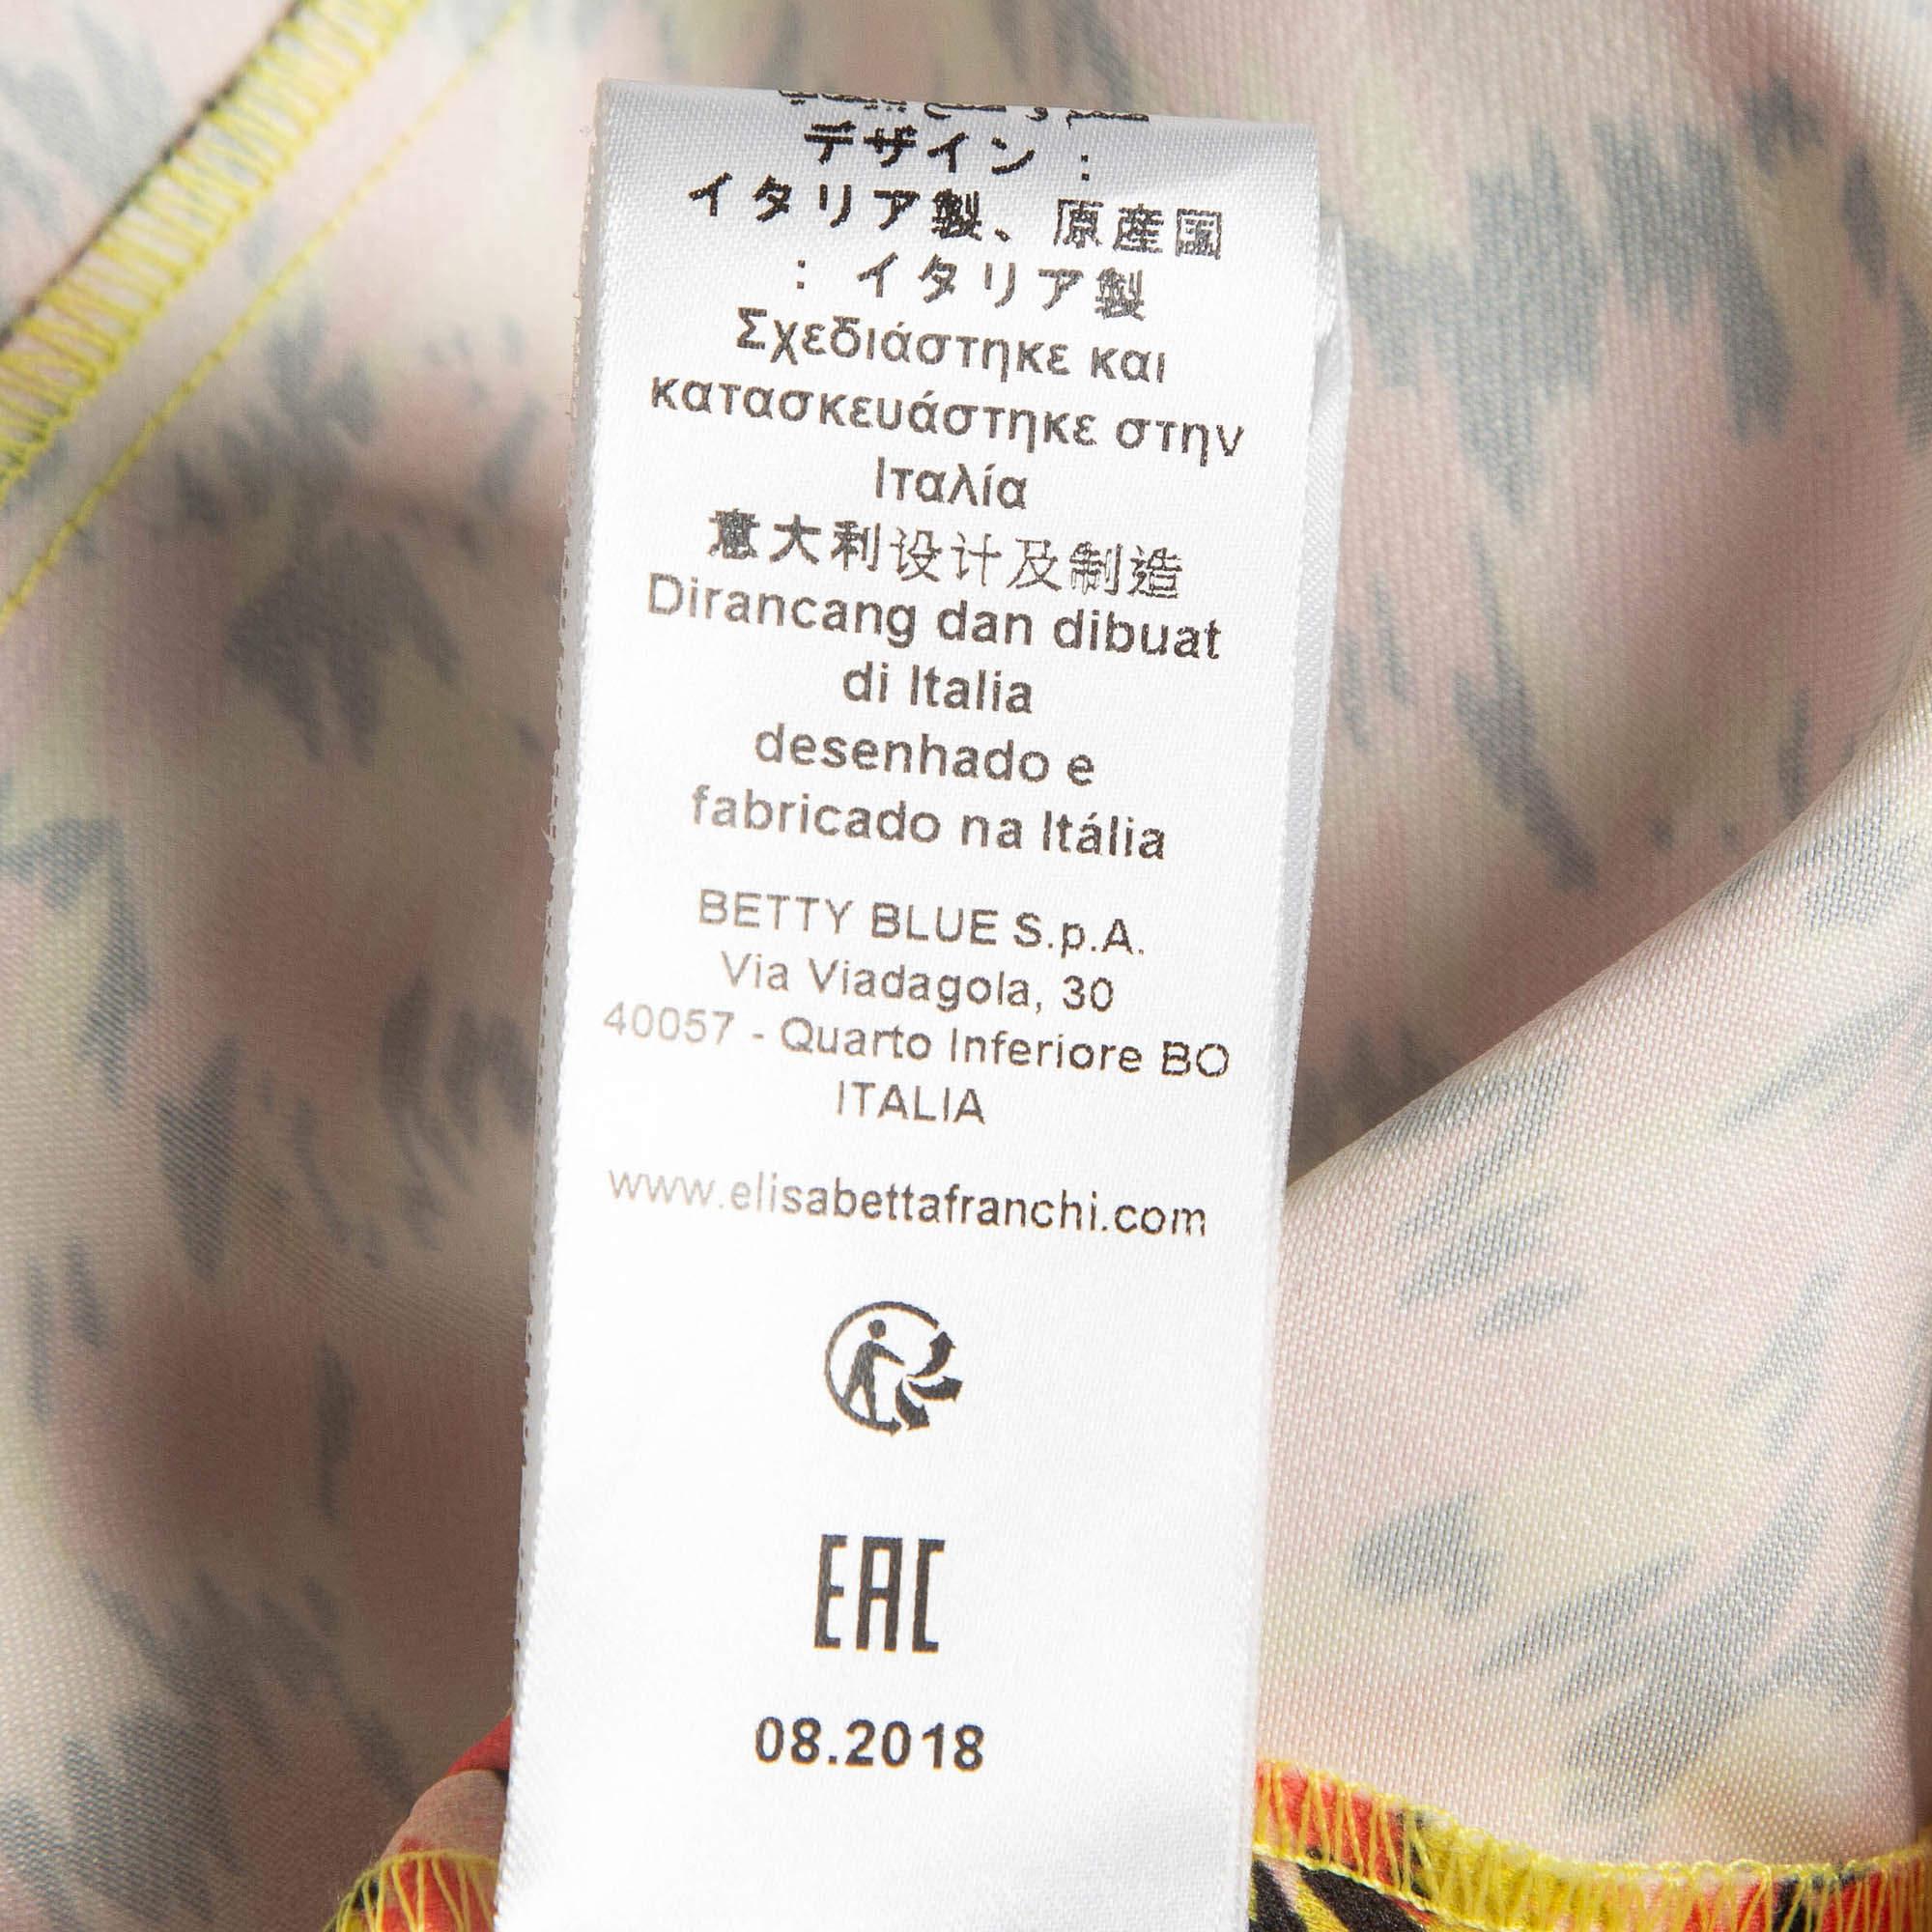 デザイン：
イタリア製、原産国
：イタリア製
Σχεδιάστηκε και
κατασκευάστηκε στην
Ιταλία
意大利设计及制造
Dirancang dan dibuat
di Italia
desenhado e
fabricado na Itália
BETTY BLUE S.p.A.
Via Viadagola, 30
40057 - Quarto Inferiore BO
ITALIA
www.elisabettafranchi.com
EAC
08.2018